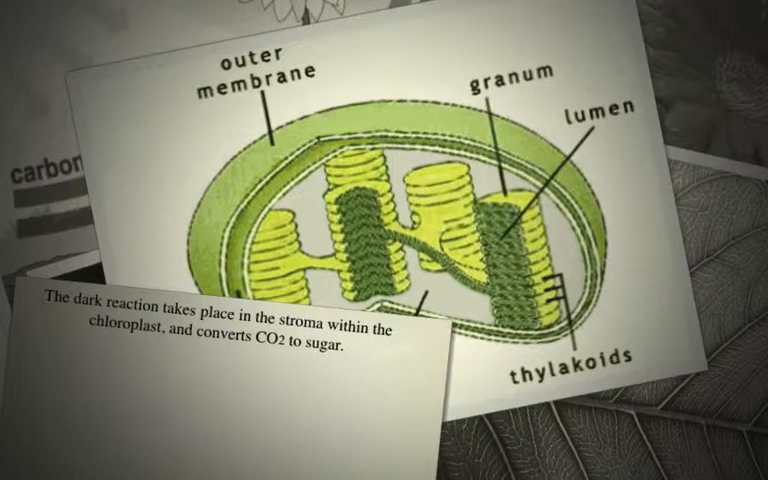 outer
membrane
granum
lumen
carbon
The dark reaction takes place in the stroma within the
chloroplast, and converts CO2 to sugar.
thylakoids